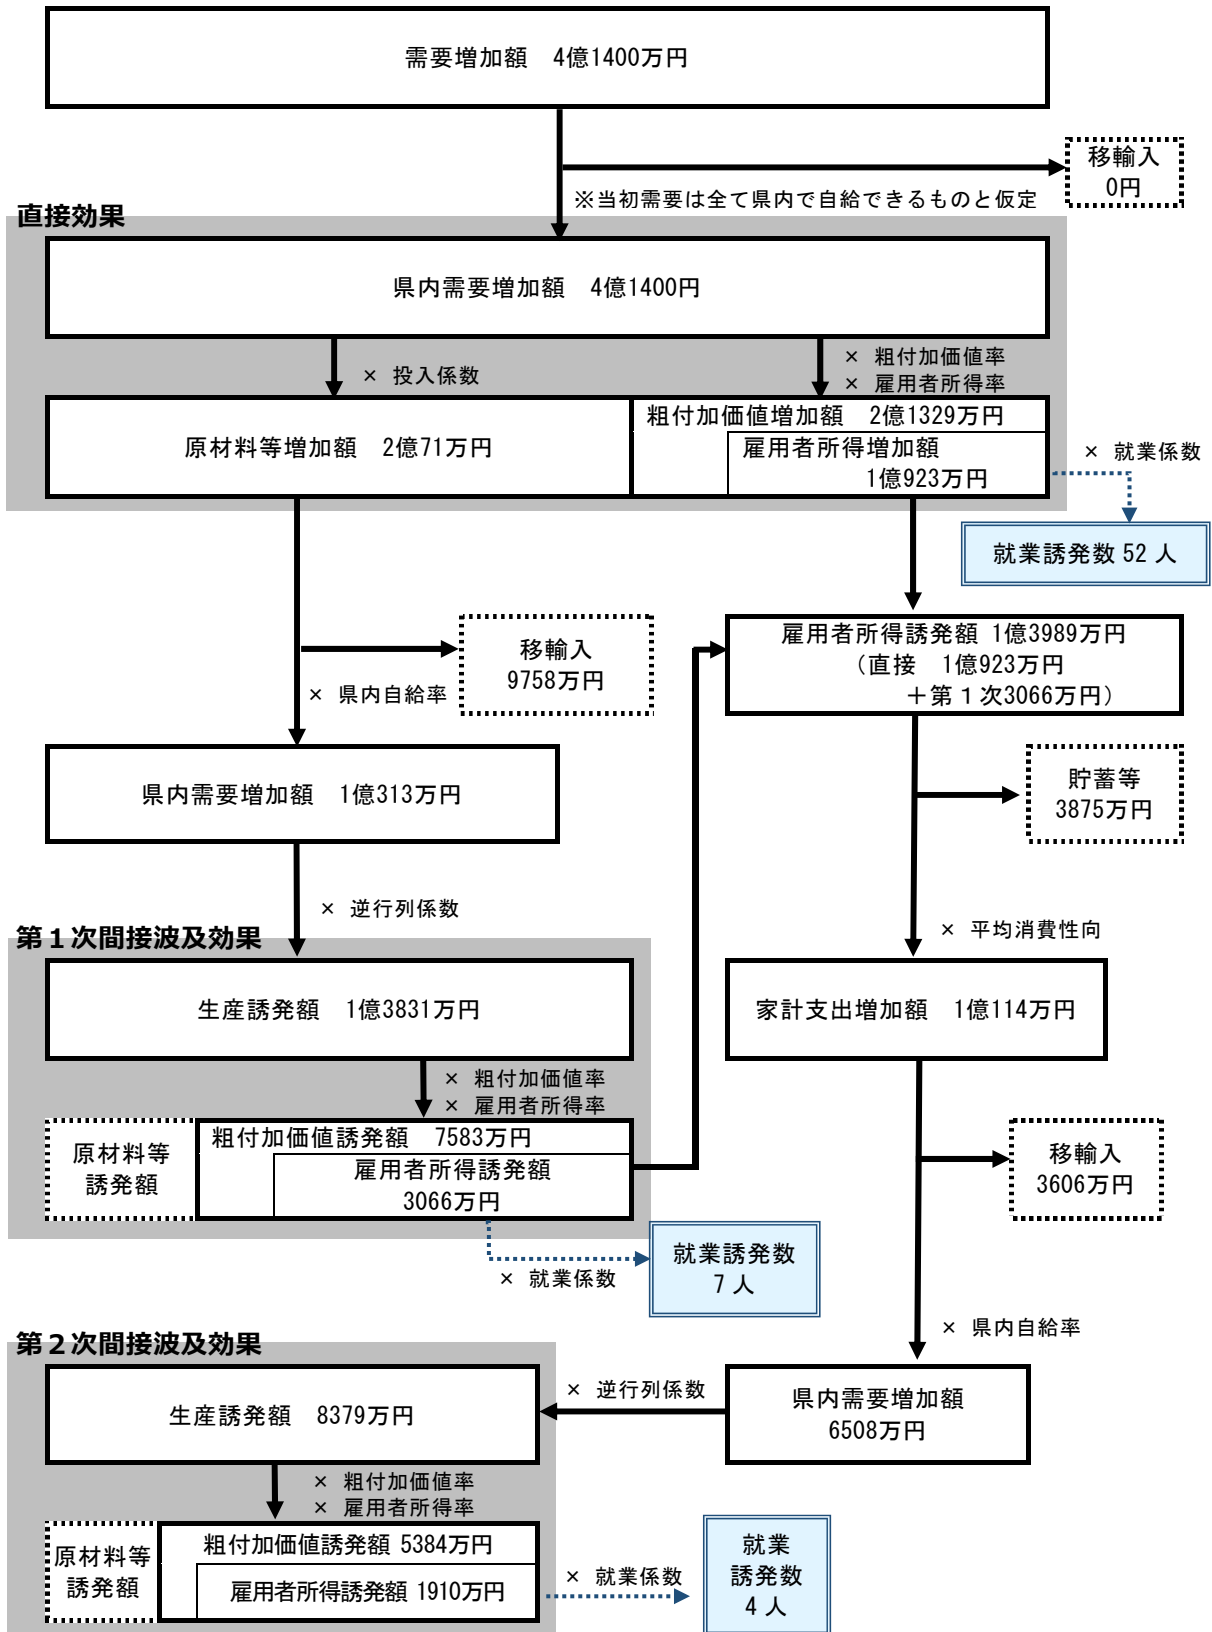 需要増加額　4億1400万円
移輸入
0円
※当初需要は全て県内で自給できるものと仮定
直接効果
県内需要増加額　4億1400円
× 投入係数
× 粗付加価値率
× 雇用者所得率
原材料等増加額　2億71万円
粗付加価値増加額　2億1329万円
雇用者所得増加額
1億923万円
× 就業係数
就業誘発数 52 人
移輸入
9758万円
× 県内自給率
雇用者所得誘発額 1億3989万円
（直接　1億923万円
＋第１次3066万円）
県内需要増加額　1億313万円
貯蓄等
3875万円
× 逆行列係数
× 平均消費性向
第１次間接波及効果
生産誘発額　1億3831万円
家計支出増加額　1億114万円
× 粗付加価値率
× 雇用者所得率
原材料等
誘発額
粗付加価値誘発額　7583万円
雇用者所得誘発額
3066万円
移輸入
3606万円
× 就業係数
就業誘発数
7 人
× 県内自給率
第２次間接波及効果
生産誘発額　8379万円
× 逆行列係数
県内需要増加額
6508万円
× 粗付加価値率
× 雇用者所得率
原材料等
誘発額
粗付加価値誘発額 5384万円
雇用者所得誘発額 1910万円
× 就業係数
就業
誘発数
4 人